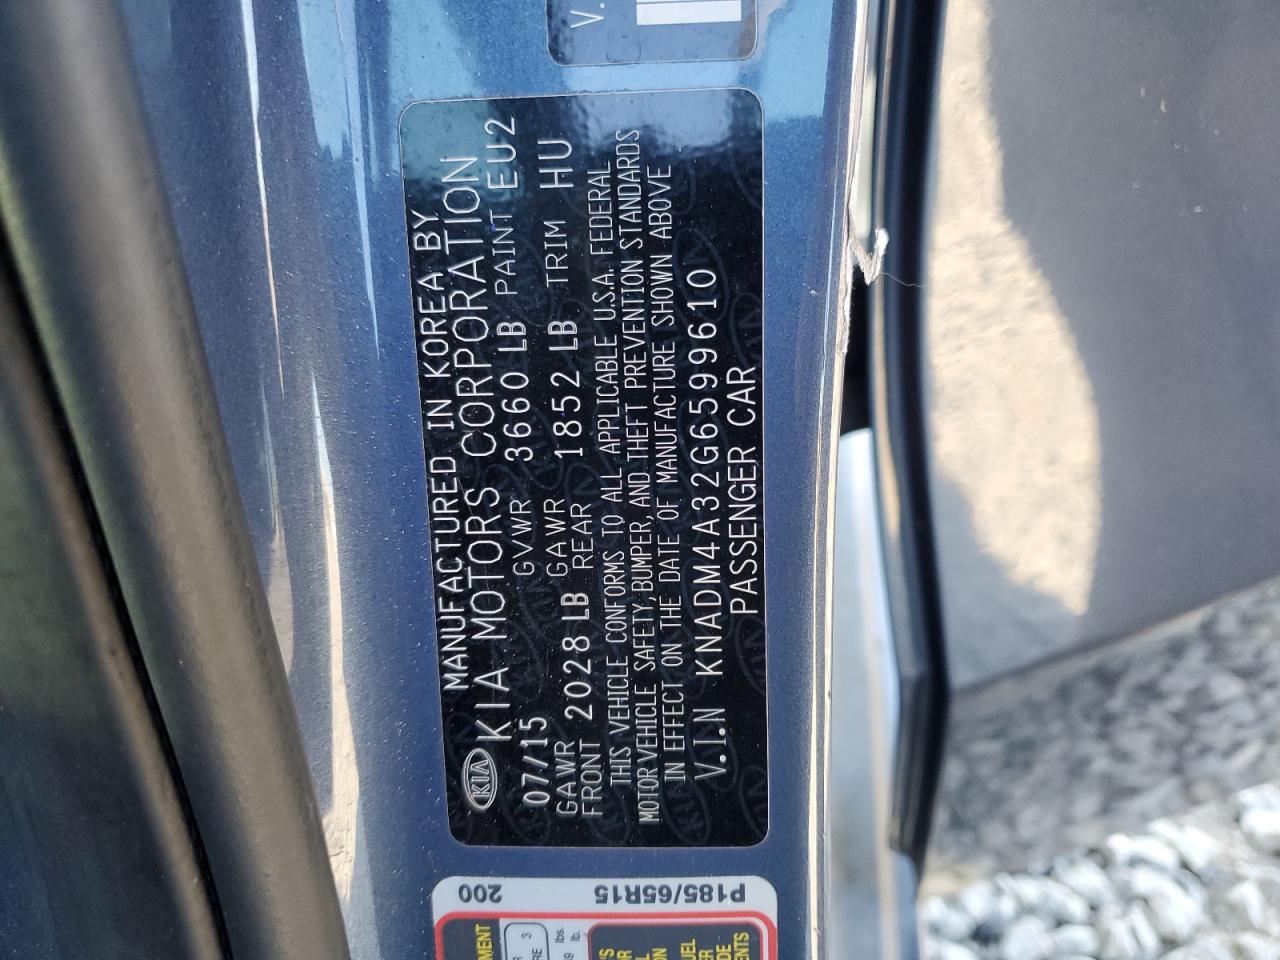 V.
MANUFACTURED IN KOREA BY
KIA KIA MOTORS CORPORATION
07/15 GVWR 3660 LB PAINT EU2
GAWR FRONT 2028 LB GAWR REAR 1852 LB TRIM HU
THIS VEHICLE CONFORMS TO ALL APPLICABLE U.S.A. FEDERAL
MOTOR VEHICLE SAFETY, BUMPER, AND THEFT PREVENTION STANDARDS
IN EFFECT ON THE DATE OF MANUFACTURE SHOWN ABOVE
V.I.N KNADM4A32G6599610
PASSENGER CAR
P185/65R15
200